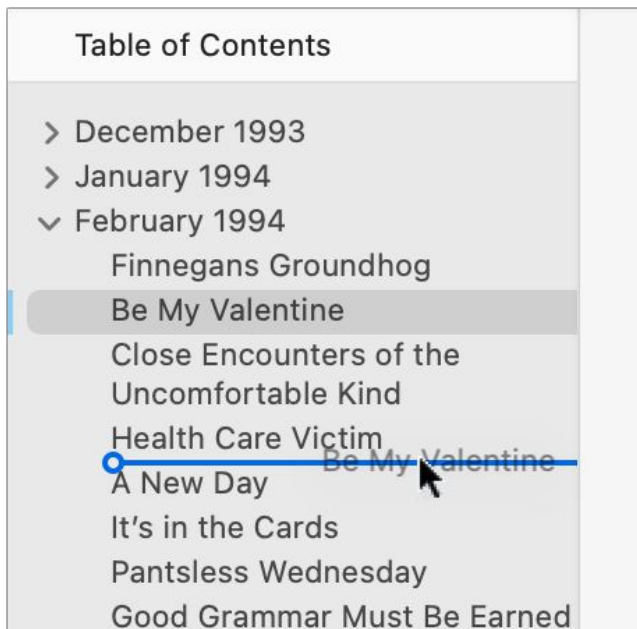 Table of Contents
December 1993
January 1994
February 1994
Finnegans Groundhog
Be My Valentine
Close Encounters of the
Uncomfortable Kind
Health Care Victim
Be My Valentine
A New Day
It’s in the Cards
Pantsless Wednesday
Good Grammar Must Be Earned